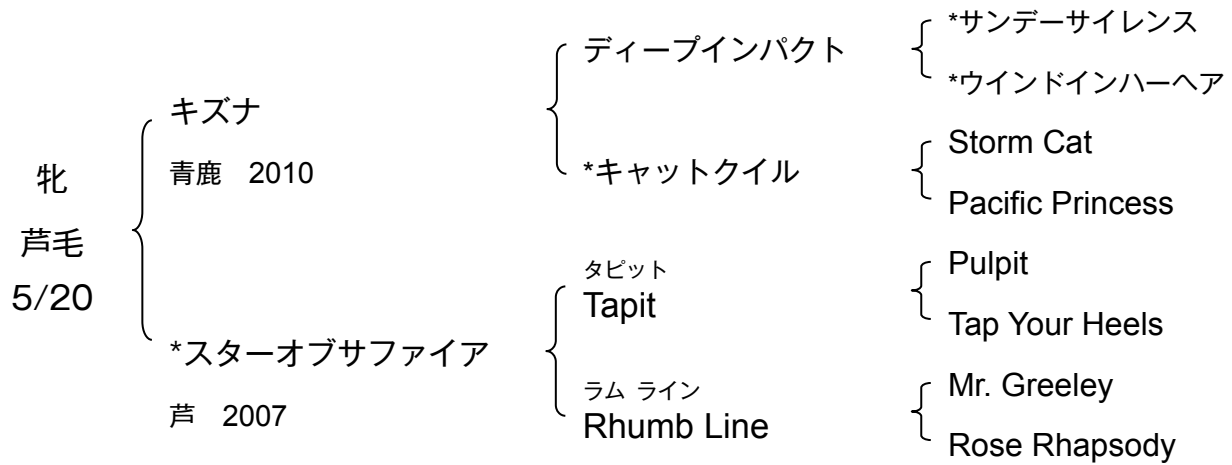 牝
芦毛
5/20
キズナ
青鹿 2010
*スターオブサファイア
芦 2007
ディープインパクト
*キャットクイル
タピット
Tapit
ラム ライン
Rhumb Line
*サンデーサイレンス
*ウインドインハーヘア
Storm Cat
Pacific Princess
Pulpit
Tap Your Heels
Mr. Greeley
Rose Rhapsody